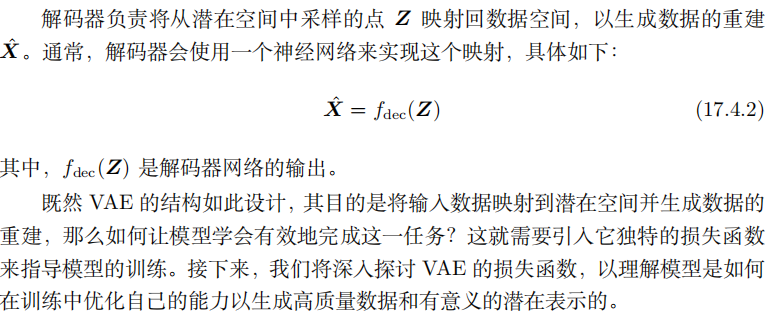 解码器负责将从潜在空间中采样的点 Z 映射回数据空间，以生成数据的重建
X̂。通常，解码器会使用一个神经网络来实现这个映射，具体如下：
X̂ = f_dec(Z) (17.4.2)
其中，f_dec(Z) 是解码器网络的输出。
既然 VAE 的结构如此设计，其目的是将输入数据映射到潜在空间并生成数据的
重建，那么如何让模型学会有效地完成这一任务？这就需要引入它独特的损失函数
来指导模型的训练。接下来，我们将深入探讨 VAE 的损失函数，以理解模型是如何
在训练中优化自己的能力以生成高质量数据和有意义的潜在表示的。